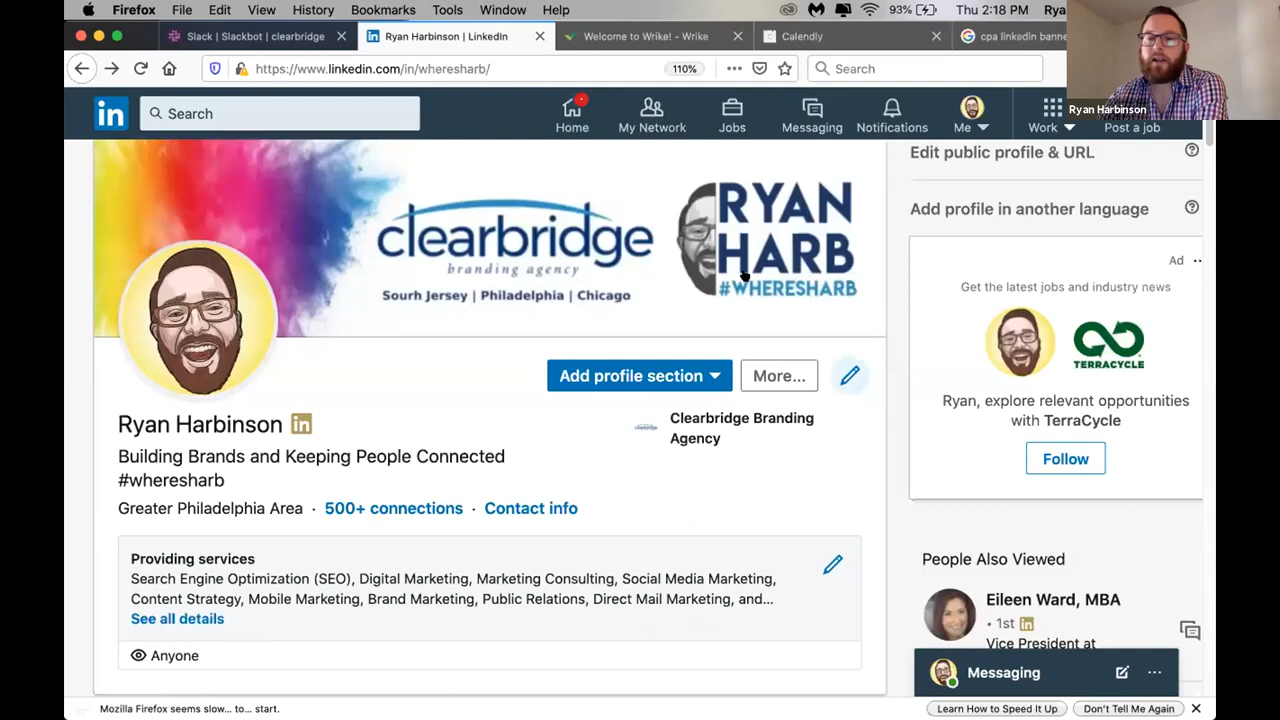 Firefox File Edit View History Bookmarks Tools Window Help 93% Thu 2:18 PM Rya
Slack | Slackbot | clearbridge Ryan Harbinson | LinkedIn Welcome to Wrike! - Wrike Calendly cpa linkedin banne
https://www.linkedin.com/in/wheresharb/ 110% Search
Ryan Harbinson
in Search Home My Network Jobs Messaging Notifications Me Work Post a job
clearbridge
branding agency
Sourh Jersey | Philadelphia | Chicago
RYAN
HARB
#WHERESHARB
Edit public profile & URL
Add profile in another language
Ad
Get the latest jobs and industry news
TERRACYCLE
Ryan, explore relevant opportunities
with TerraCycle
Follow
Add profile section More...
Ryan Harbinson in
Clearbridge Branding
Agency
Building Brands and Keeping People Connected
#wheresharb
Greater Philadelphia Area · 500+ connections · Contact info
Providing services
Search Engine Optimization (SEO), Digital Marketing, Marketing Consulting, Social Media Marketing,
Content Strategy, Mobile Marketing, Brand Marketing, Public Relations, Direct Mail Marketing, and...
See all details
Anyone
People Also Viewed
Eileen Ward, MBA
• 1st in
Vice President at
Messaging
Mozilla Firefox seems slow... to... start. Learn How to Speed It Up Don't Tell Me Again